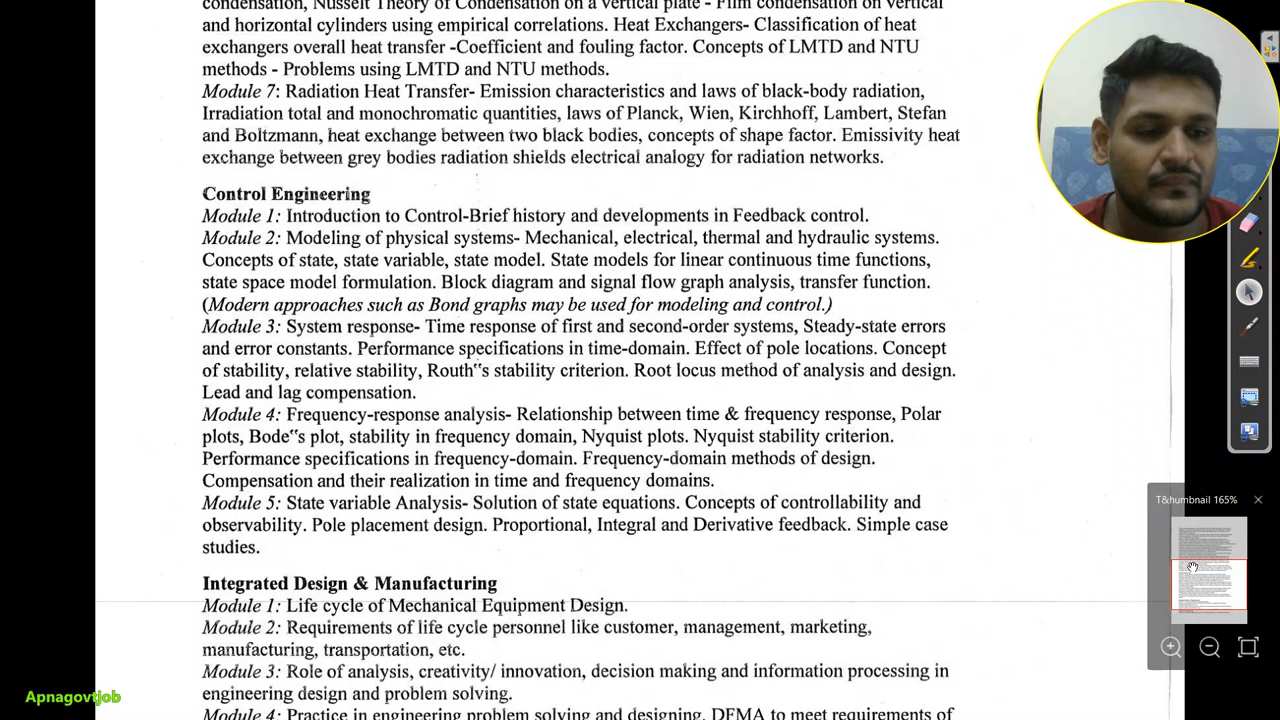 condensation, Nusselt Theory of Condensation on a vertical plate - Film condensation on vertical
and horizontal cylinders using empirical correlations. Heat Exchangers- Classification of heat
exchangers overall heat transfer -Coefficient and fouling factor. Concepts of LMTD and NTU
methods - Problems using LMTD and NTU methods.
Module 7: Radiation Heat Transfer- Emission characteristics and laws of black-body radiation,
Irradiation total and monochromatic quantities, laws of Planck, Wien, Kirchhoff, Lambert, Stefan
and Boltzmann, heat exchange between two black bodies, concepts of shape factor. Emissivity heat
exchange between grey bodies radiation shields electrical analogy for radiation networks.
Control Engineering
Module 1: Introduction to Control-Brief history and developments in Feedback control.
Module 2: Modeling of physical systems- Mechanical, electrical, thermal and hydraulic systems.
Concepts of state, state variable, state model. State models for linear continuous time functions,
state space model formulation. Block diagram and signal flow graph analysis, transfer function.
(Modern approaches such as Bond graphs may be used for modeling and control.)
Module 3: System response- Time response of first and second-order systems, Steady-state errors
and error constants. Performance specifications in time-domain. Effect of pole locations. Concept
of stability, relative stability, Routh‟s stability criterion. Root locus method of analysis and design.
Lead and lag compensation.
Module 4: Frequency-response analysis- Relationship between time & frequency response, Polar
plots, Bode‟s plot, stability in frequency domain, Nyquist plots. Nyquist stability criterion.
Performance specifications in frequency-domain. Frequency-domain methods of design.
Compensation and their realization in time and frequency domains.
Module 5: State variable Analysis- Solution of state equations. Concepts of controllability and
observability. Pole placement design. Proportional, Integral and Derivative feedback. Simple case
studies.
Integrated Design & Manufacturing
Module 1: Life cycle of Mechanical Equipment Design.
Module 2: Requirements of life cycle personnel like customer, management, marketing,
manufacturing, transportation, etc.
Module 3: Role of analysis, creativity/ innovation, decision making and information processing in
engineering design and problem solving.
Module 4: Practice in engineering problem solving and designing. DFMA to meet requirements of
T&humbnail 165%
Apnagovtjob